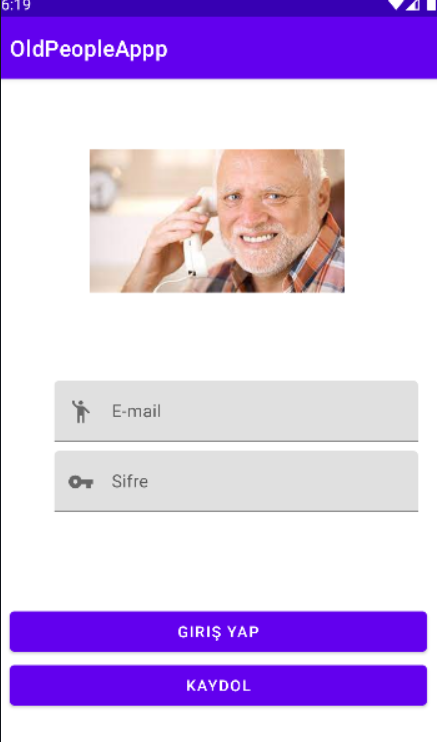 6:19
OldPeopleAppp
E-mail
Sifre
GIRIŞ YAP
KAYDOL